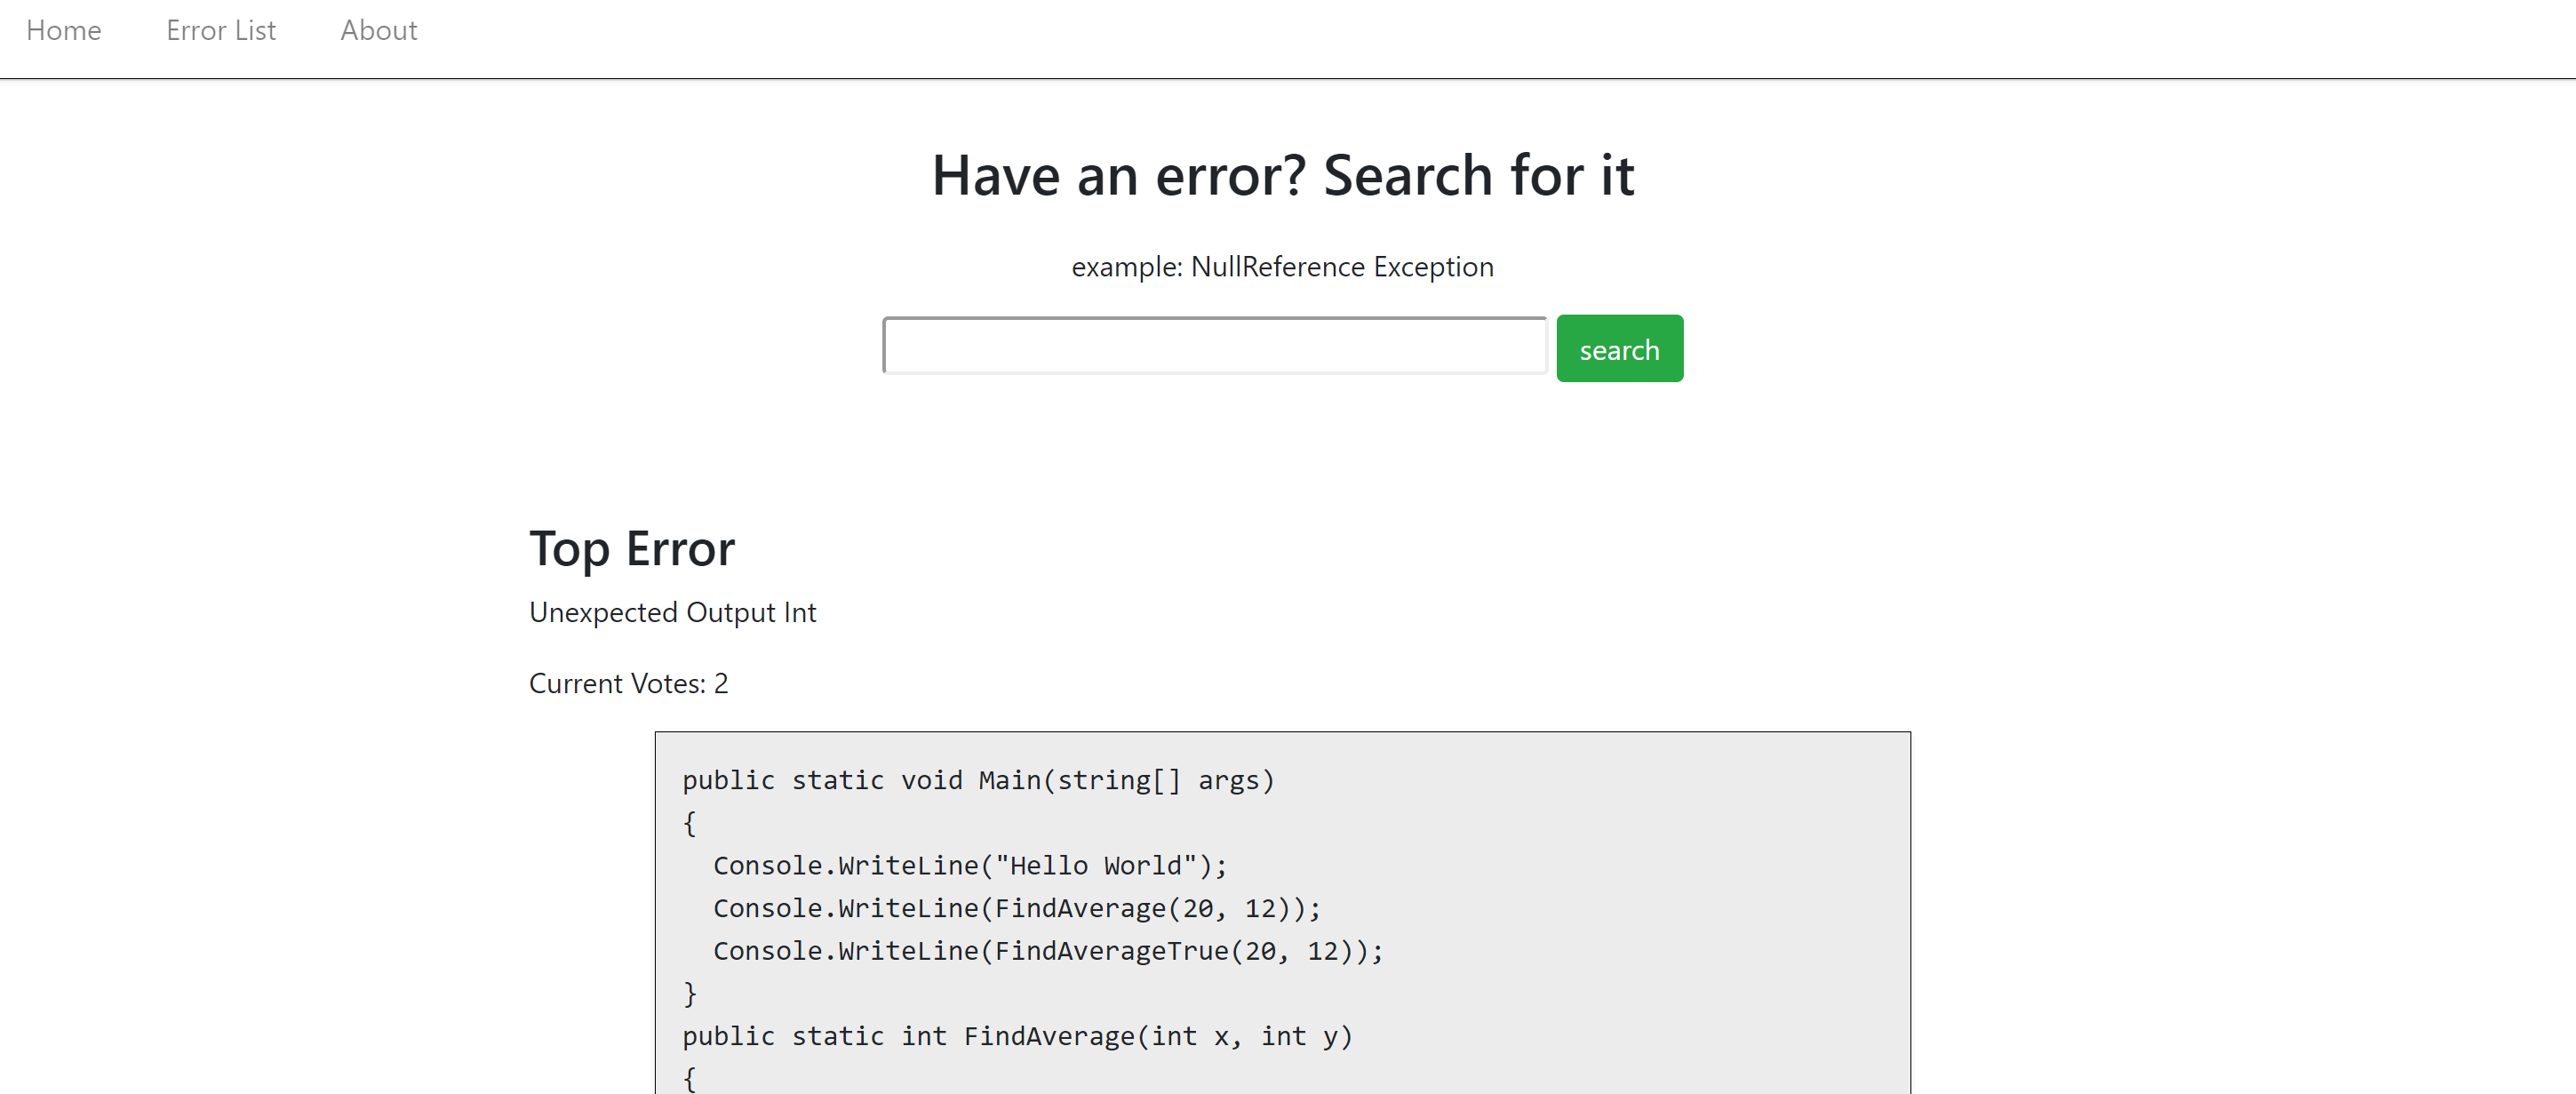 Home Error List About
Have an error? Search for it
example: NullReference Exception
search
Top Error
Unexpected Output Int
Current Votes: 2
public static void Main(string[] args)
{
  Console.WriteLine("Hello World");
  Console.WriteLine(FindAverage(20, 12));
  Console.WriteLine(FindAverageTrue(20, 12));
}
public static int FindAverage(int x, int y)
{